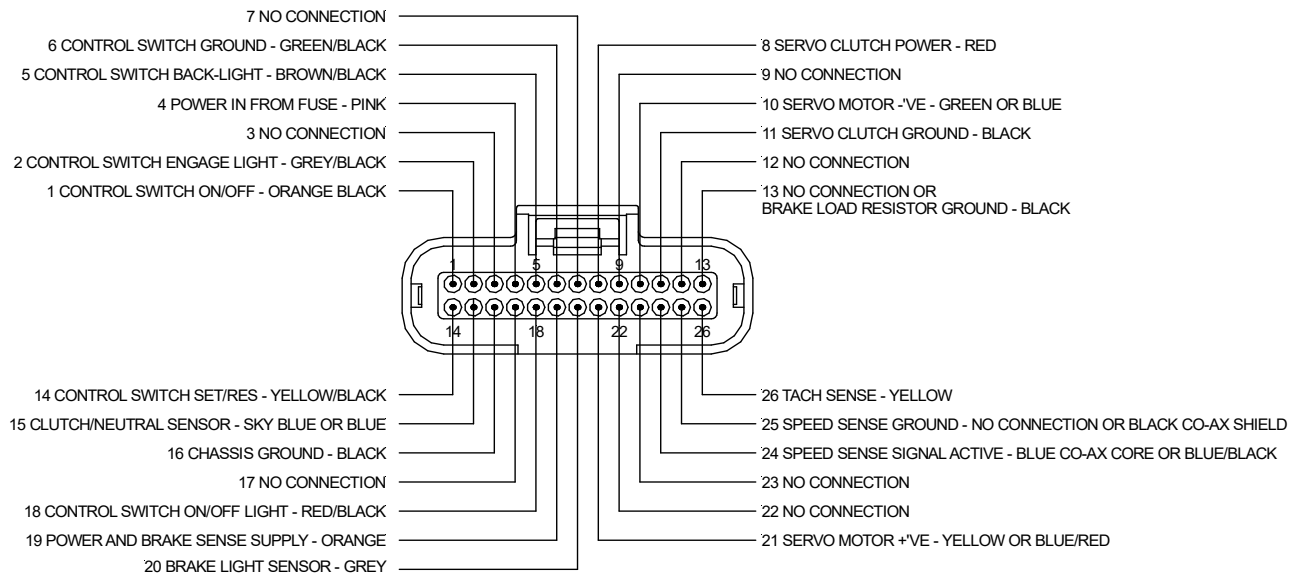 7 NO CONNECTION
6 CONTROL SWITCH GROUND - GREEN/BLACK
5 CONTROL SWITCH BACK-LIGHT - BROWN/BLACK
4 POWER IN FROM FUSE - PINK
3 NO CONNECTION
2 CONTROL SWITCH ENGAGE LIGHT - GREY/BLACK
1 CONTROL SWITCH ON/OFF - ORANGE BLACK
8 SERVO CLUTCH POWER - RED
9 NO CONNECTION
10 SERVO MOTOR -'VE - GREEN OR BLUE
11 SERVO CLUTCH GROUND - BLACK
12 NO CONNECTION
13 NO CONNECTION OR
BRAKE LOAD RESISTOR GROUND - BLACK
1 5 9 13
14 18 22 26
14 CONTROL SWITCH SET/RES - YELLOW/BLACK
15 CLUTCH/NEUTRAL SENSOR - SKY BLUE OR BLUE
16 CHASSIS GROUND - BLACK
17 NO CONNECTION
18 CONTROL SWITCH ON/OFF LIGHT - RED/BLACK
19 POWER AND BRAKE SENSE SUPPLY - ORANGE
20 BRAKE LIGHT SENSOR - GREY
26 TACH SENSE - YELLOW
25 SPEED SENSE GROUND - NO CONNECTION OR BLACK CO-AX SHIELD
24 SPEED SENSE SIGNAL ACTIVE - BLUE CO-AX CORE OR BLUE/BLACK
23 NO CONNECTION
22 NO CONNECTION
21 SERVO MOTOR +'VE - YELLOW OR BLUE/RED